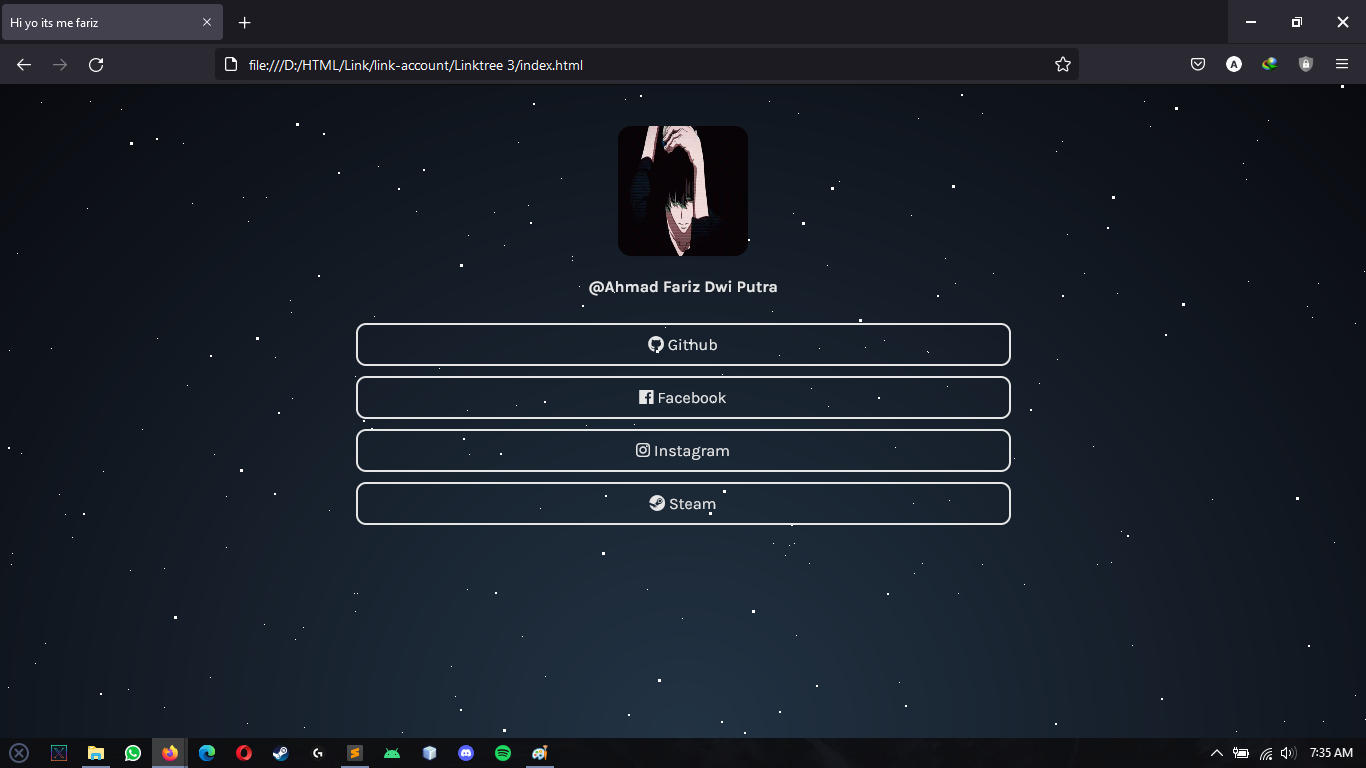 Hi yo its me fariz
file:///D:/HTML/Link/link-account/Linktree 3/index.html
A
@Ahmad Fariz Dwi Putra
Github
Facebook
Instagram
Steam
7:35 AM